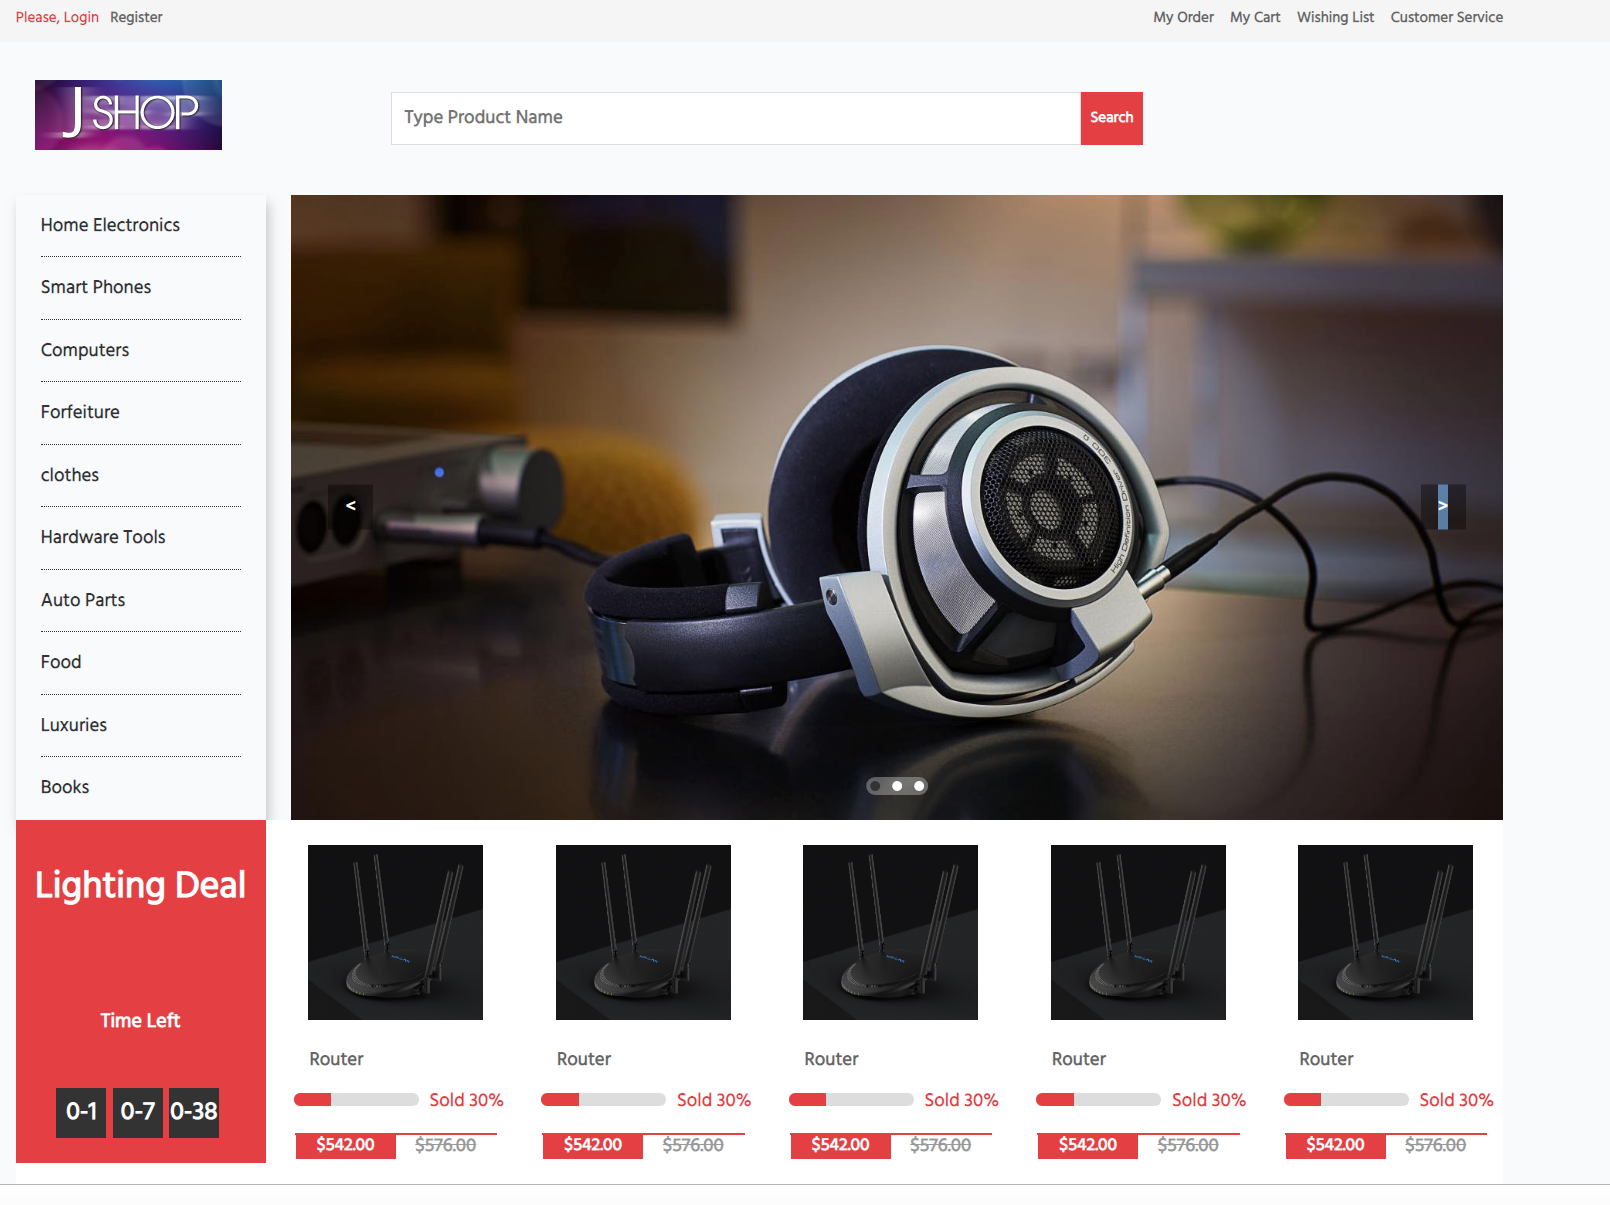 Please, Login Register My Order My Cart Wishing List Customer Service
J SHOP
Type Product Name Search
Home Electronics
Smart Phones
Computers
Forfeiture
clothes
Hardware Tools
Auto Parts
Food
Luxuries
Books
< >
High Definition Driver
Lighting Deal
Time Left
0-1 0-7 0-38
Router Router Router Router Router
Sold 30% Sold 30% Sold 30% Sold 30% Sold 30%
$542.00 $576.00 $542.00 $576.00 $542.00 $576.00 $542.00 $576.00 $542.00 $576.00